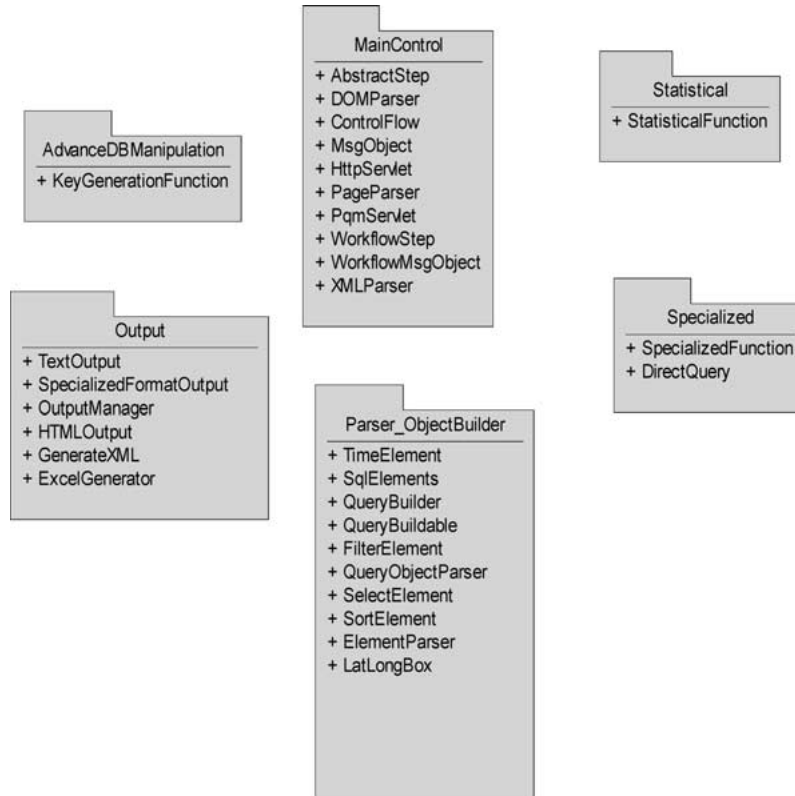 MainControl
+ AbstractStep
+ DOMParser
+ ControlFlow
+ MsgObject
+ HttpServlet
+ PageParser
+ PqmServlet
+ WorkflowStep
+ WorkflowMsgObject
+ XMLParser
Statistical
+ StatisticalFunction
AdvanceDBManipulation
+ KeyGenerationFunction
Output
+ TextOutput
+ SpecializedFormatOutput
+ OutputManager
+ HTMLOutput
+ GenerateXML
+ ExcelGenerator
Specialized
+ SpecializedFunction
+ DirectQuery
Parser_ObjectBuilder
+ TimeElement
+ SqlElements
+ QueryBuilder
+ QueryBuildable
+ FilterElement
+ QueryObjectParser
+ SelectElement
+ SortElement
+ ElementParser
+ LatLongBox